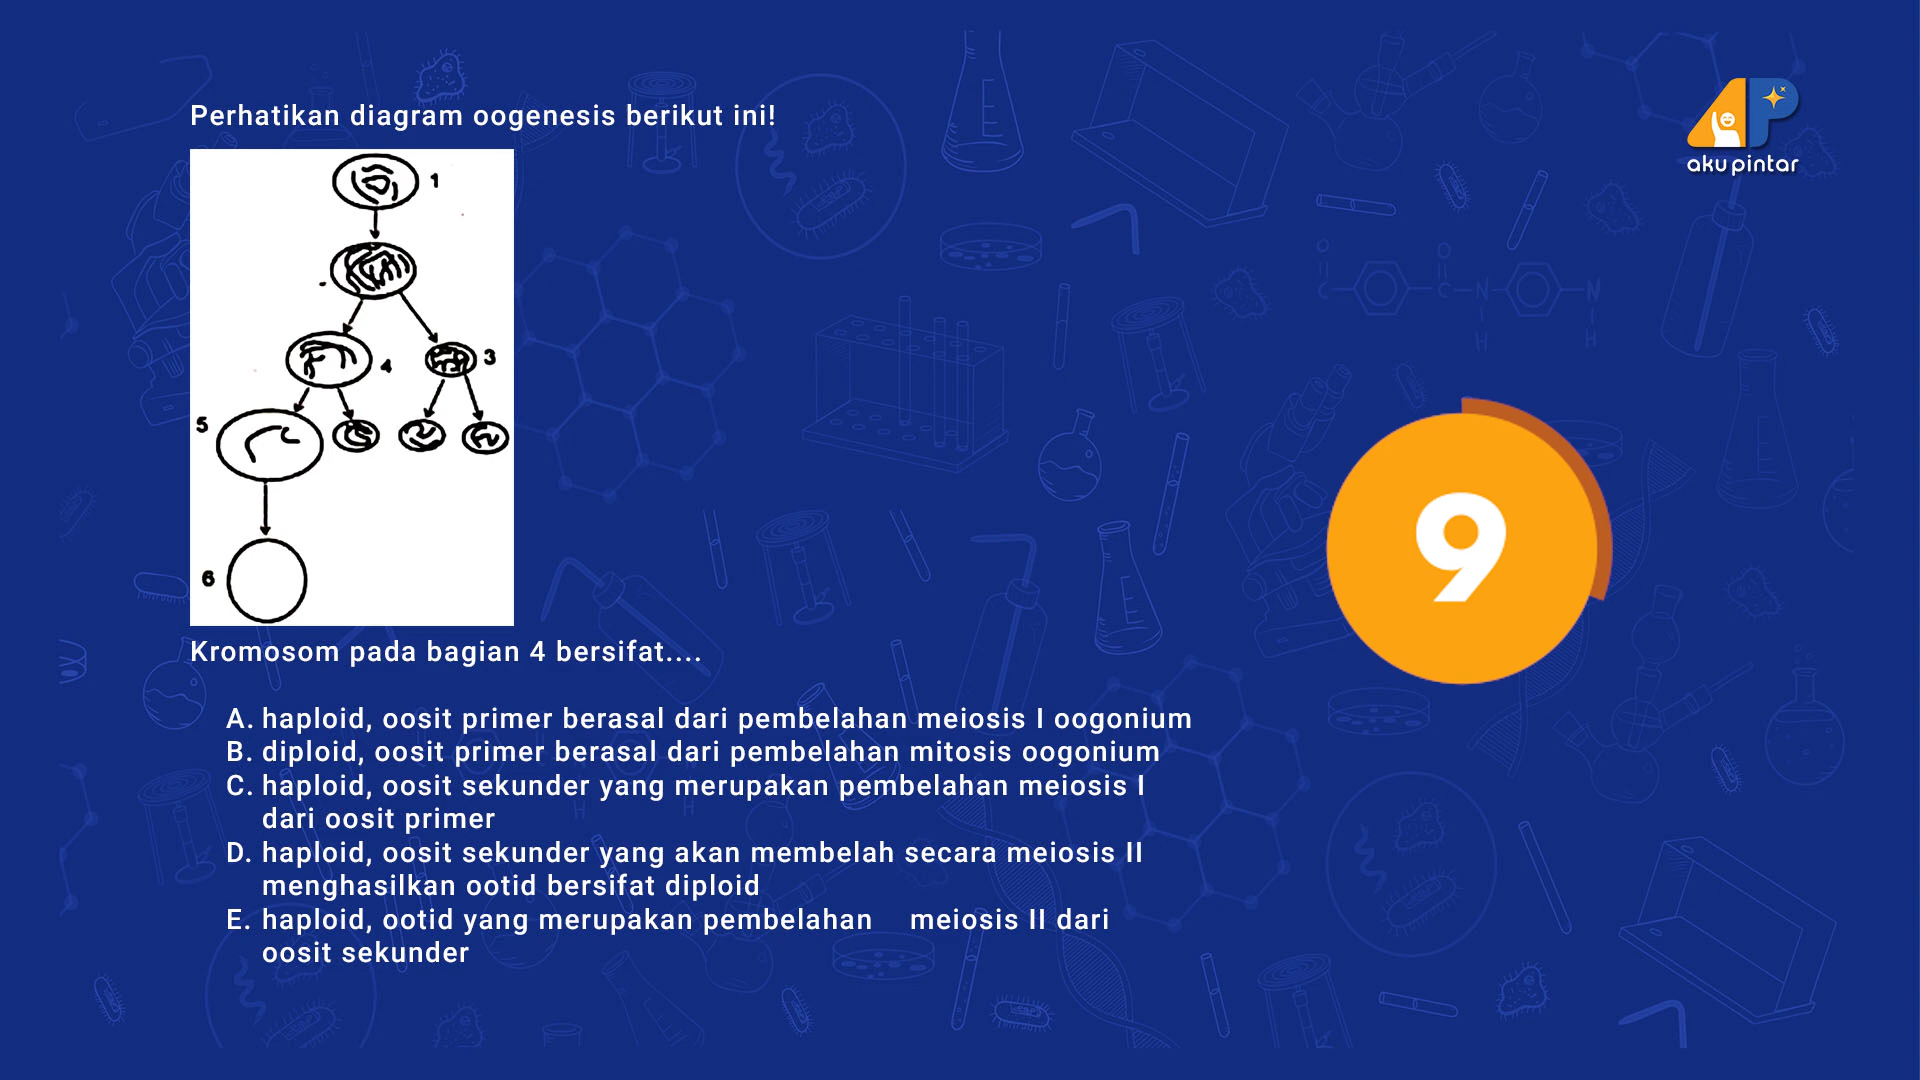 Perhatikan diagram oogenesis berikut ini!
aku pintar
1
4
3
5
6
9
Kromosom pada bagian 4 bersifat....
A. haploid, oosit primer berasal dari pembelahan meiosis I oogonium
B. diploid, oosit primer berasal dari pembelahan mitosis oogonium
C. haploid, oosit sekunder yang merupakan pembelahan meiosis I
dari oosit primer
D. haploid, oosit sekunder yang akan membelah secara meiosis II
menghasilkan ootid bersifat diploid
E. haploid, ootid yang merupakan pembelahan meiosis II dari
oosit sekunder